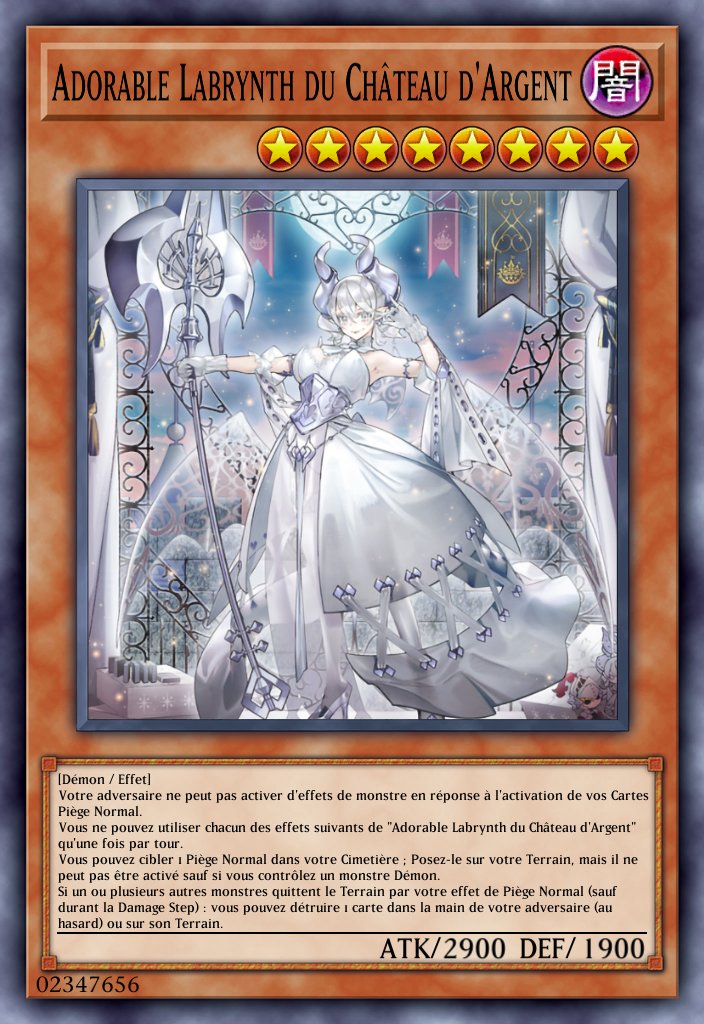 Adorable Labrynth du Château d'Argent
闇
[Démon / Effet]
Votre adversaire ne peut pas activer d'effets de monstre en réponse à l'activation de vos Cartes
Piège Normal.
Vous ne pouvez utiliser chacun des effets suivants de "Adorable Labrynth du Château d'Argent"
qu'une fois par tour.
Vous pouvez cibler 1 Piège Normal dans votre Cimetière ; Posez-le sur votre Terrain, mais il ne
peut pas être activé sauf si vous contrôlez un monstre Démon.
Si un ou plusieurs autres monstres quittent le Terrain par votre effet de Piège Normal (sauf
durant la Damage Step) : vous pouvez détruire 1 carte dans la main de votre adversaire (au
hasard) ou sur son Terrain.
ATK/2900 DEF/1900
02347656